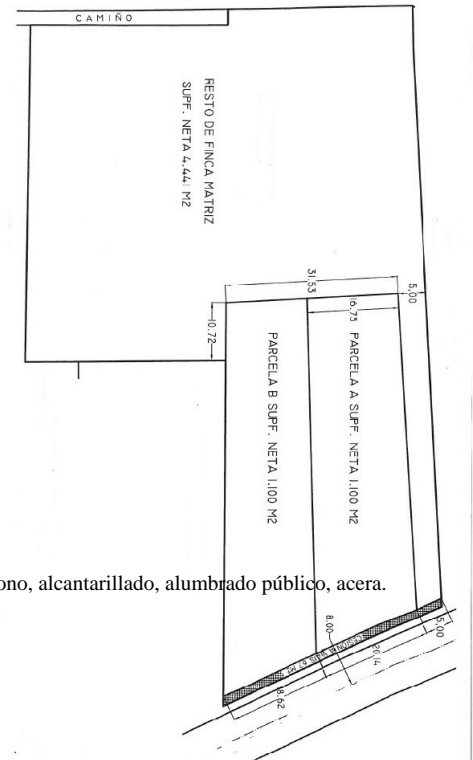 CAMIÑO
RESTO DE FINCA MATRIZ
SUPF. NETA 4.441 M2
5,00
31.53
16.73
10.72
PARCELA A SUPF. NETA 1.100 M2
PARCELA B SUPF. NETA 1.100 M2
ono, alcantarillado, alumbrado público, acera.
5,00
8.00
20.14
18.62